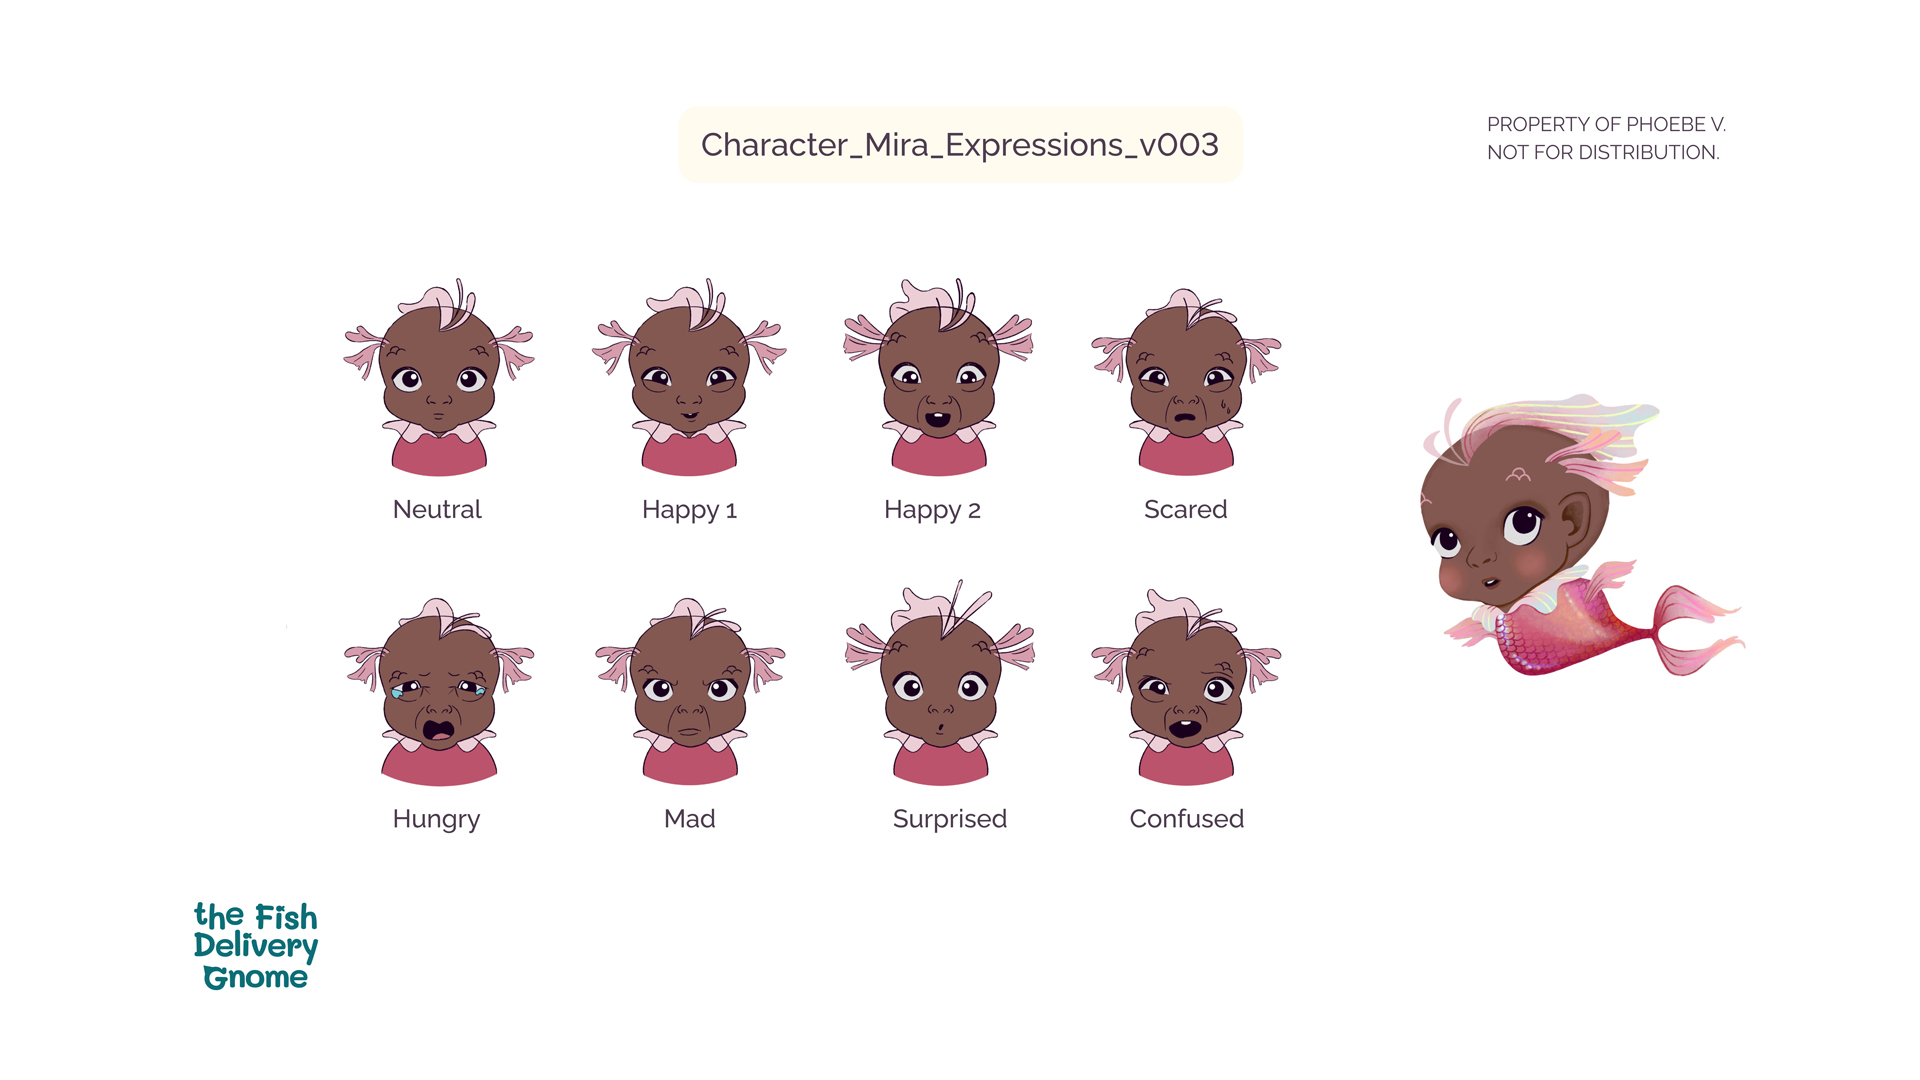 Character_Mira_Expressions_v003
PROPERTY OF PHOEBE V.
NOT FOR DISTRIBUTION.
Neutral
Happy 1
Happy 2
Scared
Hungry
Mad
Surprised
Confused
the Fish
Delivery
Gnome